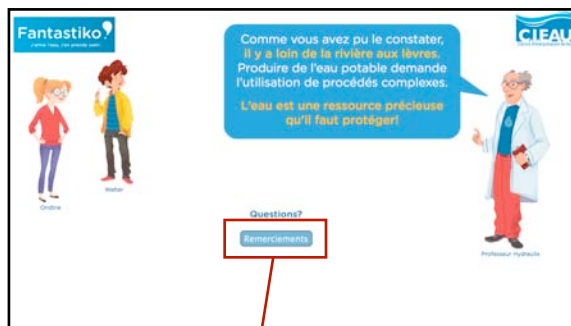 Fantastiko!
J'aime l'eau, j'en prends soin!
C.I.EAU
Comme vous avez pu le constater,
il y a loin de la rivière aux lèvres.
Produire de l'eau potable demande
l'utilisation de procédés complexes.
L'eau est une ressource précieuse
qu'il faut protéger!
Ondine
Walter
Professeur Hydraulix
Questions?
Remerciements